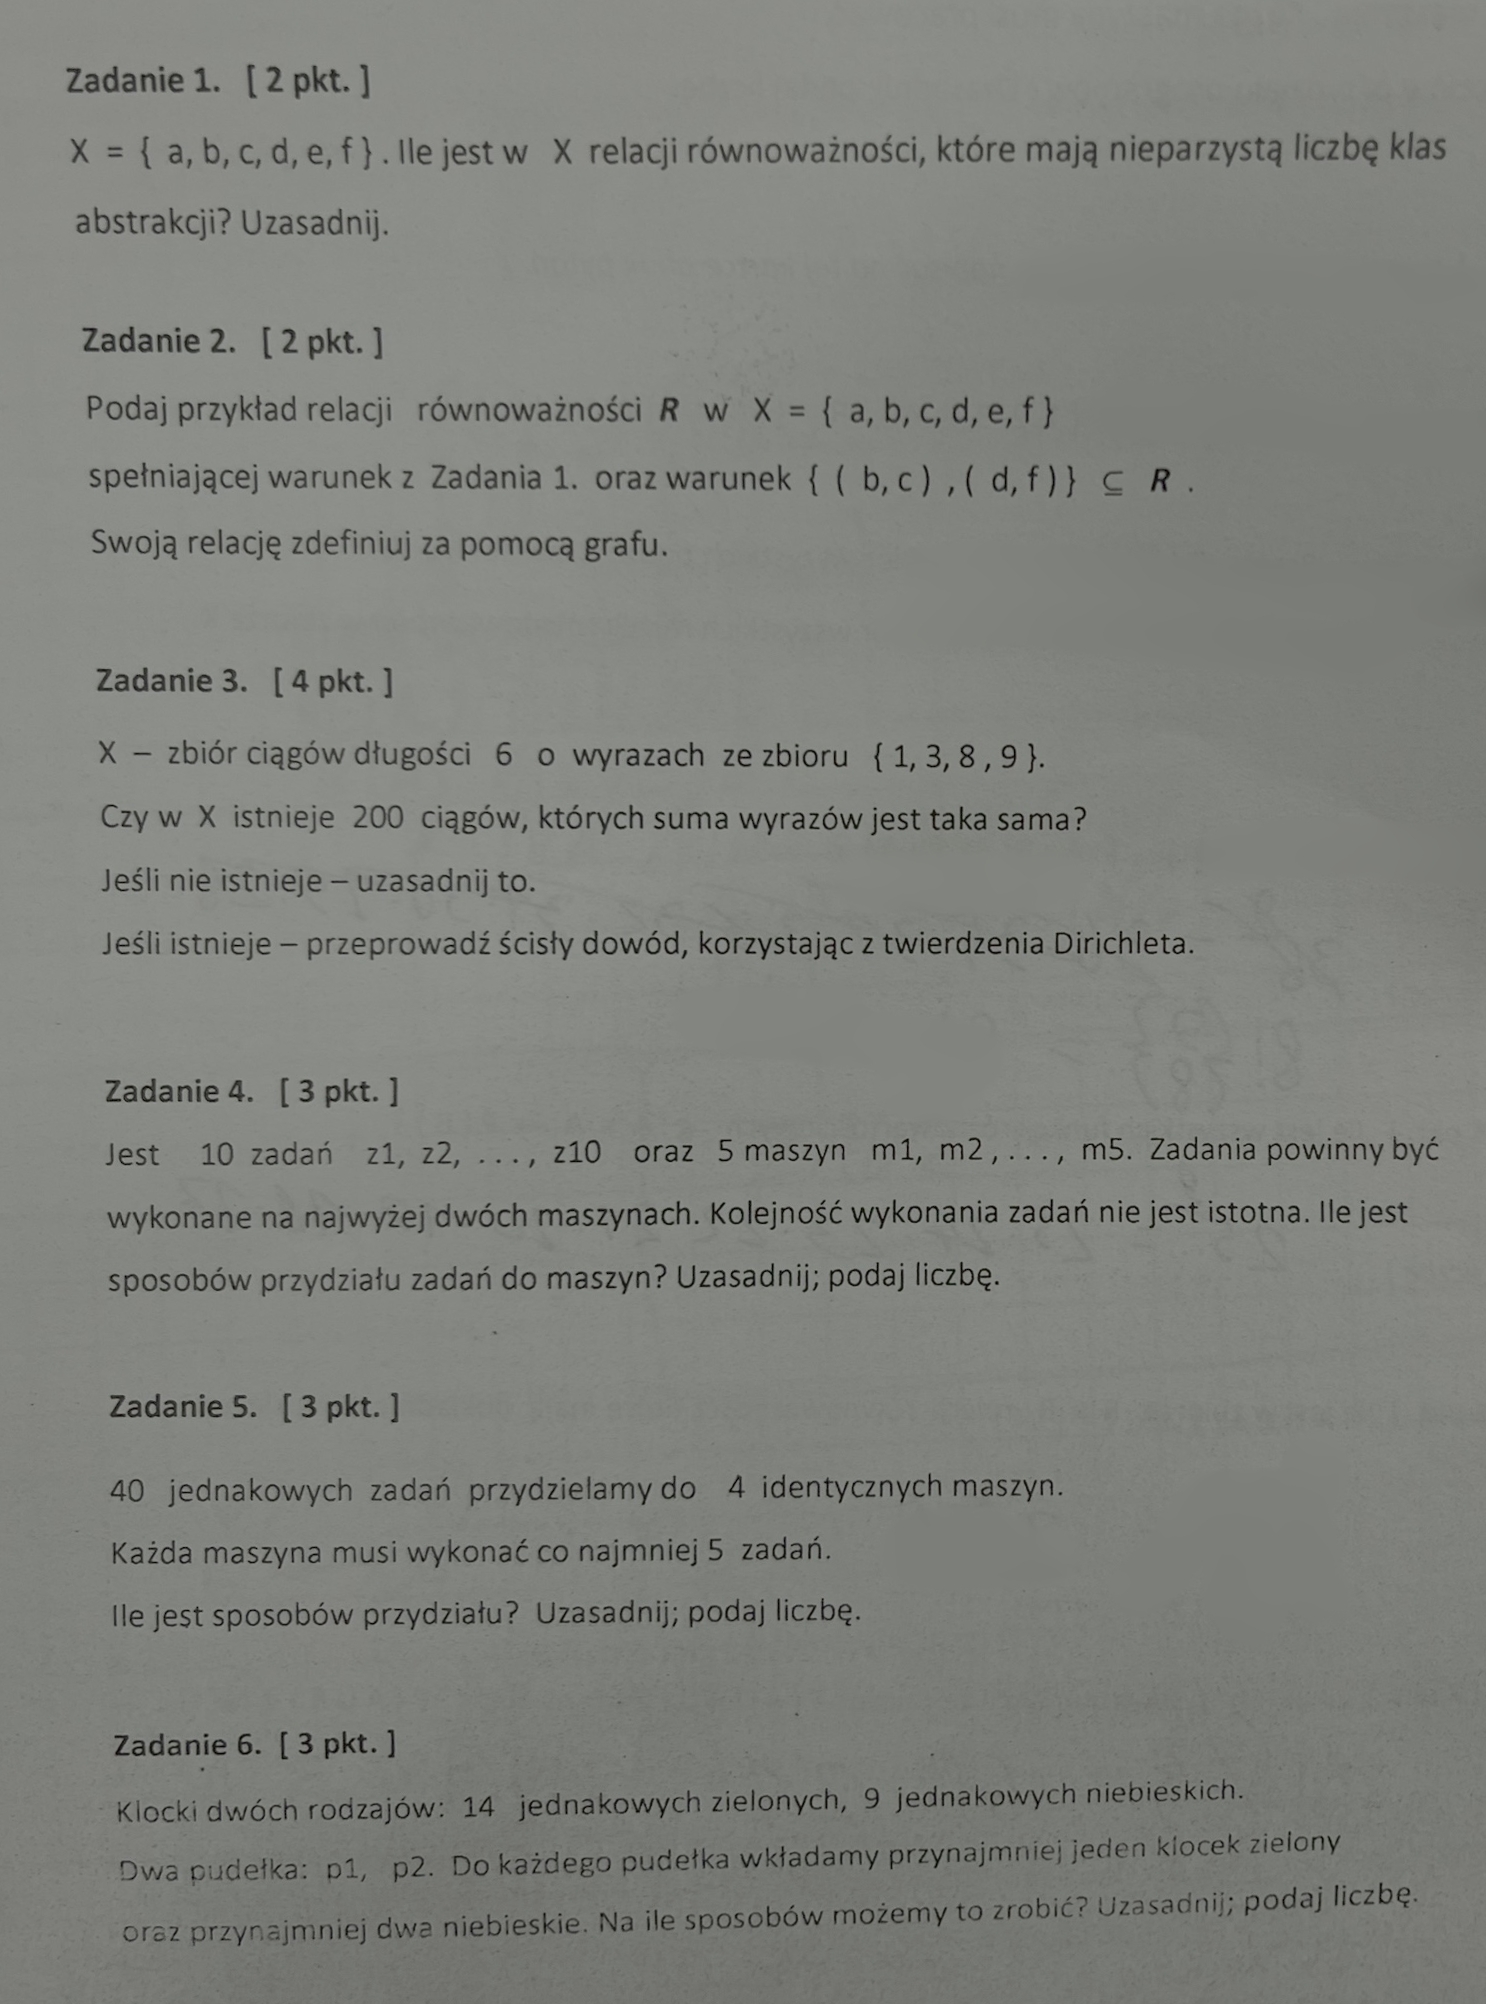 Zadanie 1. [ 2 pkt. ]
X = { a, b, c, d, e, f } . Ile jest w X relacji równoważności, które mają nieparzystą liczbę klas
abstrakcji? Uzasadnij.
Zadanie 2. [ 2 pkt. ]
Podaj przykład relacji równoważności R w X = { a, b, c, d, e, f }
spełniającej warunek z Zadania 1. oraz warunek { ( b, c ) , ( d, f ) } ⊆ R .
Swoją relację zdefiniuj za pomocą grafu.
Zadanie 3. [ 4 pkt. ]
X – zbiór ciągów długości 6 o wyrazach ze zbioru { 1, 3, 8 , 9 }.
Czy w X istnieje 200 ciągów, których suma wyrazów jest taka sama?
Jeśli nie istnieje – uzasadnij to.
Jeśli istnieje – przeprowadź ścisły dowód, korzystając z twierdzenia Dirichleta.
Zadanie 4. [ 3 pkt. ]
Jest 10 zadań z1, z2, . . . , z10 oraz 5 maszyn m1, m2 , . . . , m5. Zadania powinny być
wykonane na najwyżej dwóch maszynach. Kolejność wykonania zadań nie jest istotna. Ile jest
sposobów przydziału zadań do maszyn? Uzasadnij; podaj liczbę.
Zadanie 5. [ 3 pkt. ]
40 jednakowych zadań przydzielamy do 4 identycznych maszyn.
Każda maszyna musi wykonać co najmniej 5 zadań.
Ile jest sposobów przydziału? Uzasadnij; podaj liczbę.
Zadanie 6. [ 3 pkt. ]
Klocki dwóch rodzajów: 14 jednakowych zielonych, 9 jednakowych niebieskich.
Dwa pudełka: p1, p2. Do każdego pudełka wkładamy przynajmniej jeden klocek zielony
oraz przynajmniej dwa niebieskie. Na ile sposobów możemy to zrobić? Uzasadnij; podaj liczbę.